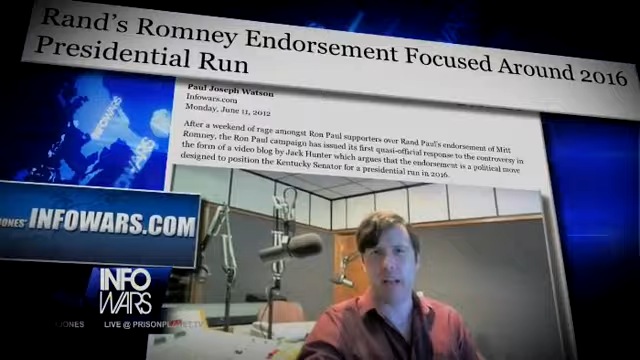 Rand's Romney Endorsement Focused Around 2016
Presidential Run
Paul Joseph Watson
Infowars.com
Monday, June 11, 2012
After a weekend of rage amongst Ron Paul supporters over Rand Paul's endorsement of Mitt
Romney, the Ron Paul campaign has issued its first quasi-official response to the controversy in
the form of a video blog by Jack Hunter which argues that the endorsement is a political move
designed to position the Kentucky Senator for a presidential run in 2016.
JONES' INFOWARS.COM
INFO
WARS
INFO
WARS
JONES LIVE @ PRISONPLANET.TV